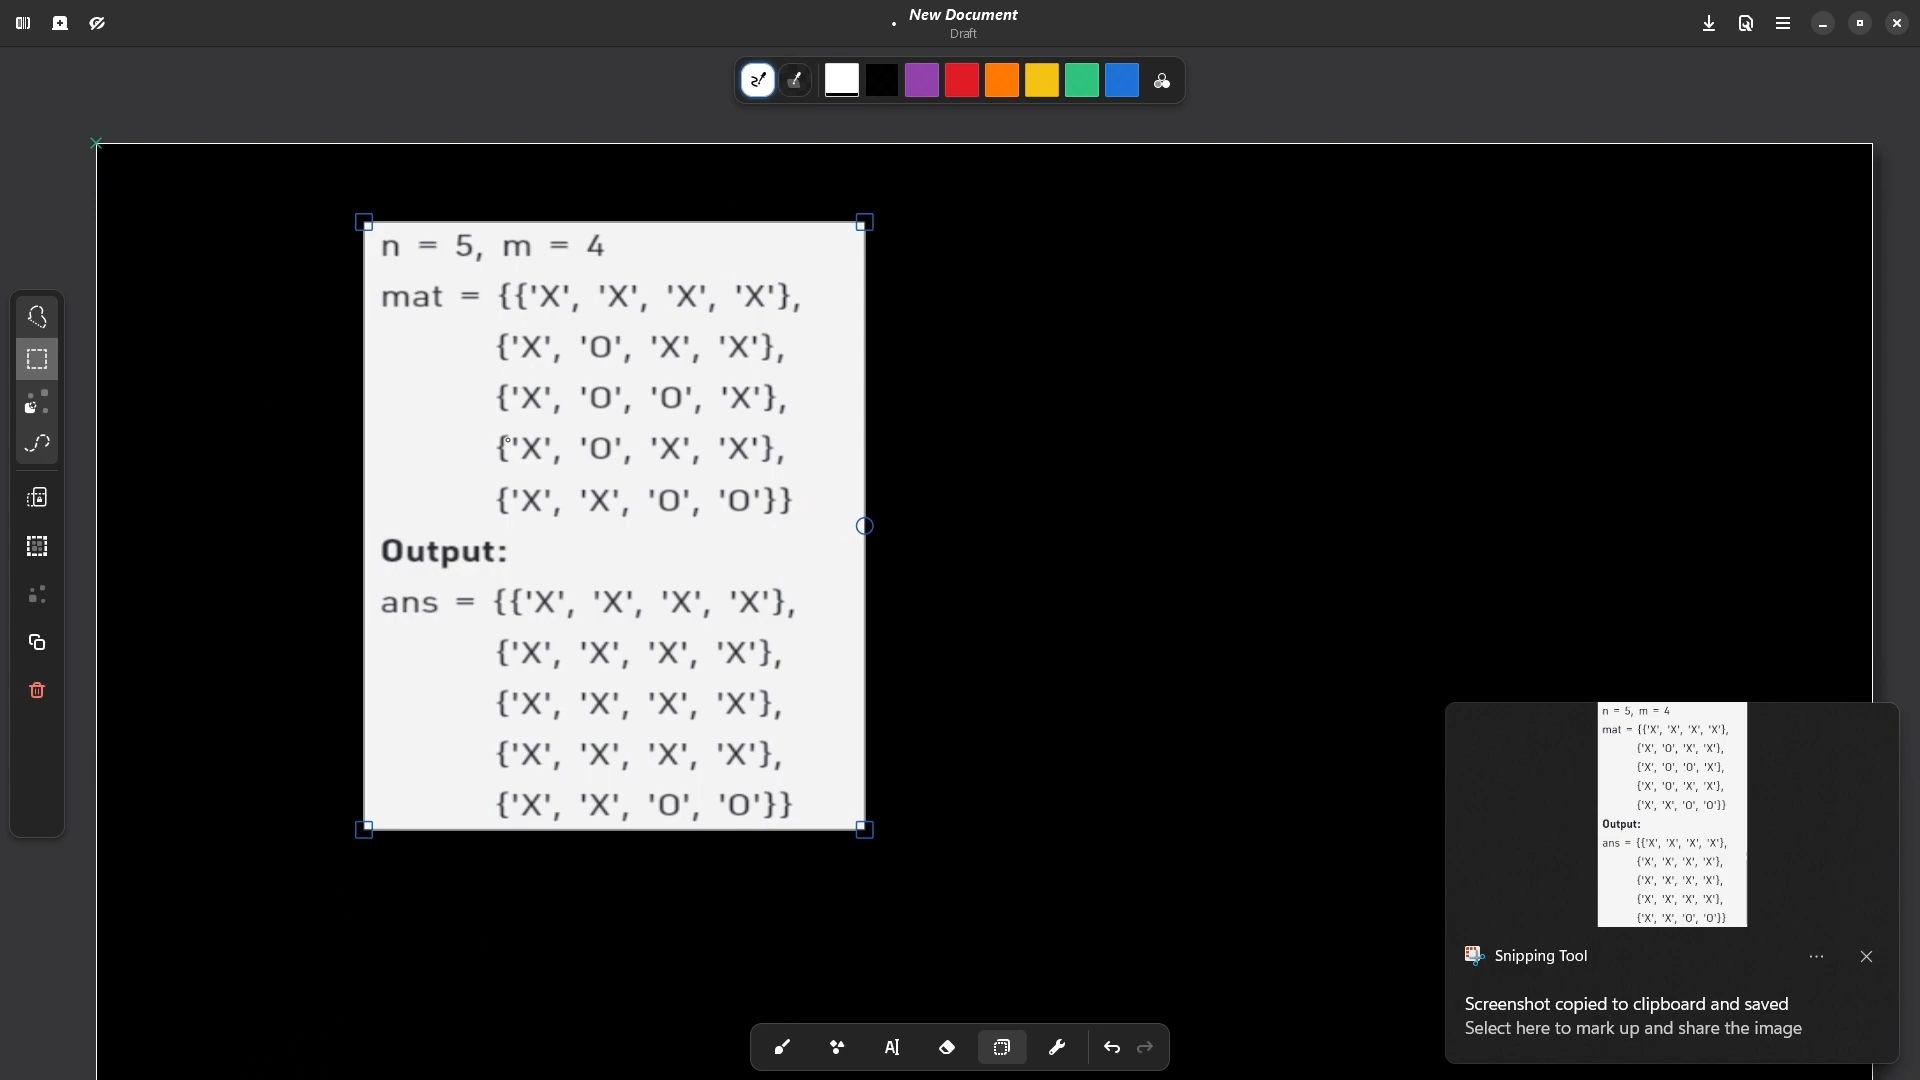 New Document
Draft
n = 5, m = 4
mat = {{'X', 'X', 'X', 'X'},
{'X', 'O', 'X', 'X'},
{'X', 'O', 'O', 'X'},
{'X', 'O', 'X', 'X'},
{'X', 'X', 'O', 'O'}}
Output:
ans = {{'X', 'X', 'X', 'X'},
{'X', 'X', 'X', 'X'},
{'X', 'X', 'X', 'X'},
{'X', 'X', 'X', 'X'},
{'X', 'X', 'O', 'O'}}
n = 5, m = 4
mat = {{'X', 'X', 'X', 'X'},
{'X', 'O', 'X', 'X'},
{'X', 'O', 'O', 'X'},
{'X', 'O', 'X', 'X'},
{'X', 'X', 'O', 'O'}}
Output:
ans = {{'X', 'X', 'X', 'X'},
{'X', 'X', 'X', 'X'},
{'X', 'X', 'X', 'X'},
{'X', 'X', 'X', 'X'},
{'X', 'X', 'O', 'O'}}
Snipping Tool
Screenshot copied to clipboard and saved
Select here to mark up and share the image